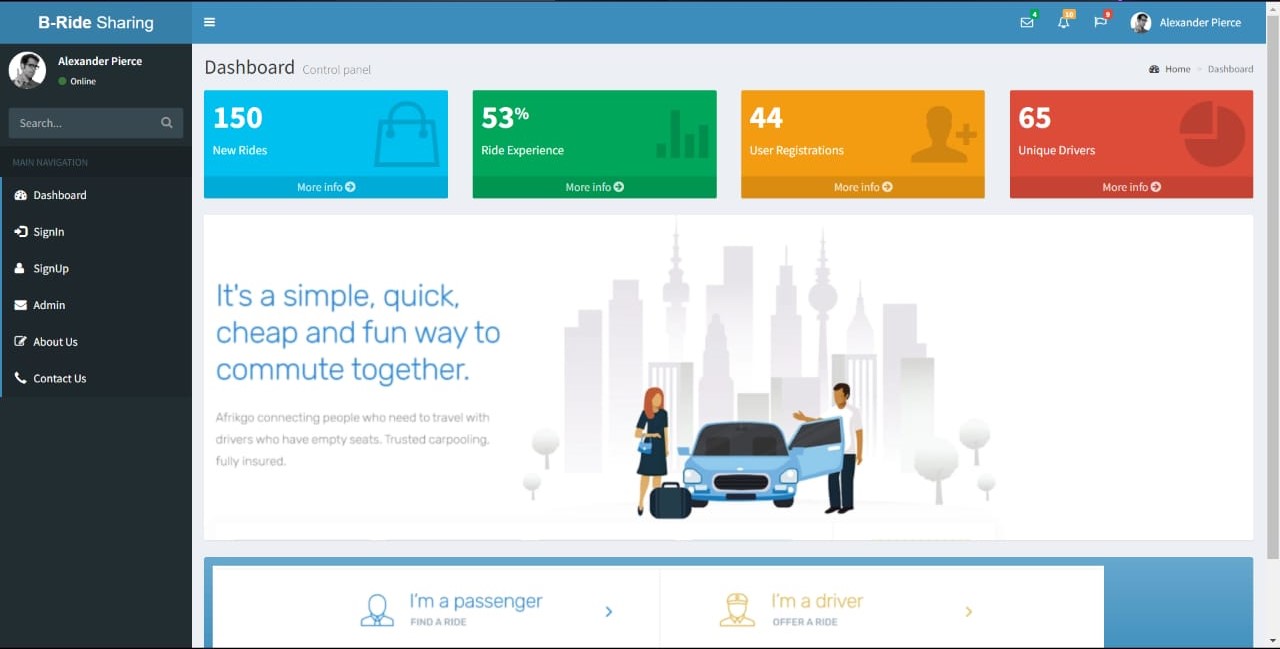 B-Ride Sharing
4
10
9
Alexander Pierce
Alexander Pierce
Online
Search...
MAIN NAVIGATION
Dashboard
SignIn
SignUp
Admin
About Us
Contact Us
Dashboard Control panel
Home > Dashboard
150
New Rides
More info
53%
Ride Experience
More info
44
User Registrations
More info
65
Unique Drivers
More info
It's a simple, quick,
cheap and fun way to
commute together.
Afrikgo connecting people who need to travel with
drivers who have empty seats. Trusted carpooling,
fully insured.
I'm a passenger
FIND A RIDE
I'm a driver
OFFER A RIDE